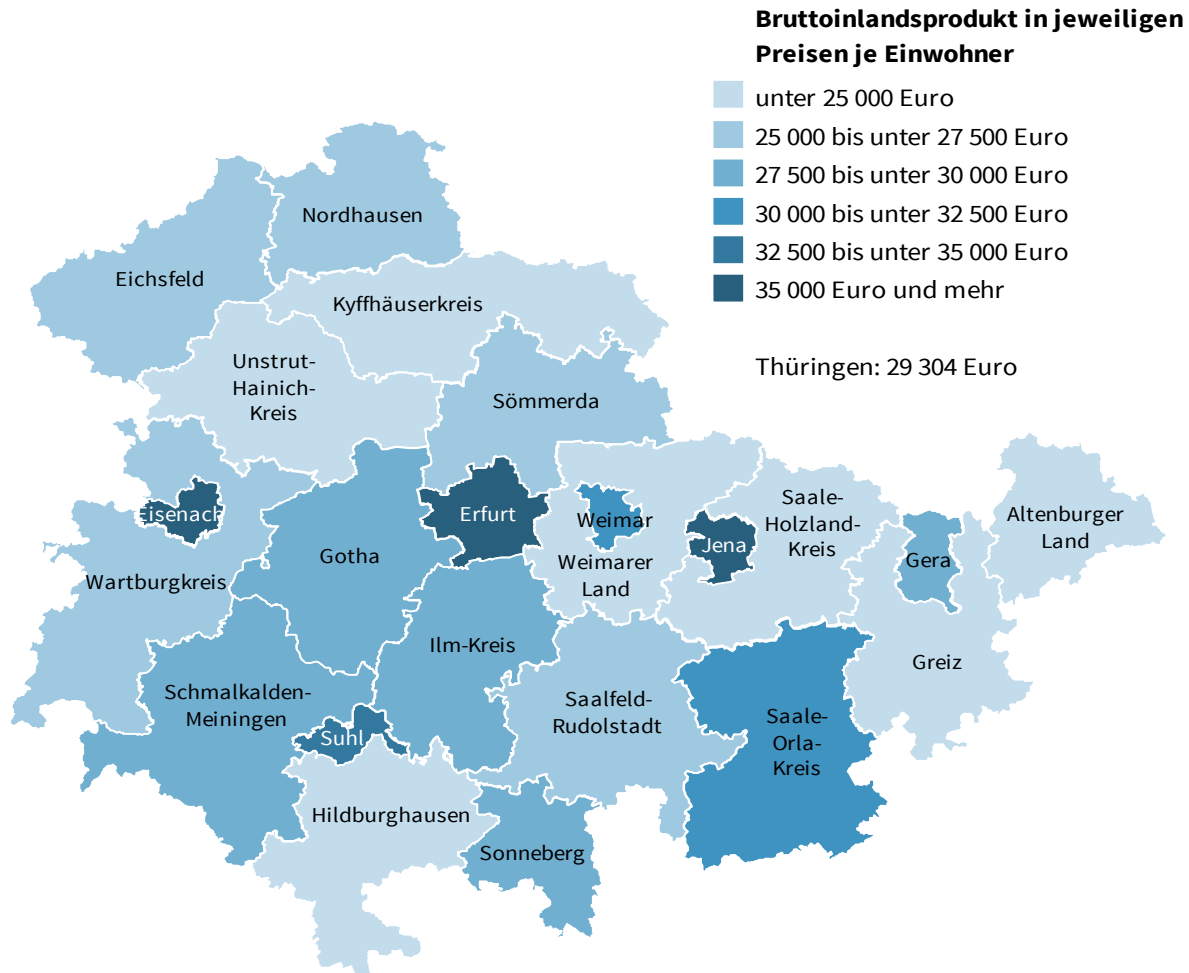 Bruttoinlandsprodukt in jeweiligen
Preisen je Einwohner
unter 25 000 Euro
25 000 bis unter 27 500 Euro
27 500 bis unter 30 000 Euro
30 000 bis unter 32 500 Euro
32 500 bis unter 35 000 Euro
35 000 Euro und mehr
Thüringen: 29 304 Euro
Nordhausen
Eichsfeld
Kyffhäuserkreis
Unstrut-
Hainich-
Kreis
Sömmerda
Eisenach
Erfurt
Weimar
Jena
Saale-
Holzland-
Kreis
Altenburger
Land
Gotha
Weimarer
Land
Gera
Wartburgkreis
Ilm-Kreis
Greiz
Schmalkalden-
Meiningen
Saalfeld-
Rudolstadt
Suhl
Saale-
Orla-
Kreis
Hildburghausen
Sonneberg